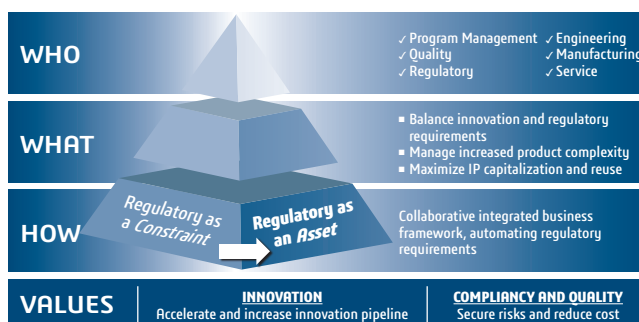 WHO
✓ Program Management ✓ Engineering
✓ Quality ✓ Manufacturing
✓ Regulatory ✓ Service
WHAT
■ Balance innovation and regulatory
requirements
■ Manage increased product complexity
■ Maximize IP capitalization and reuse
HOW
Regulatory as
a Constraint
Regulatory as
an Asset
Collaborative integrated business
framework, automating regulatory
requirements
VALUES
INNOVATION
Accelerate and increase innovation pipeline
COMPLIANCY AND QUALITY
Secure risks and reduce cost